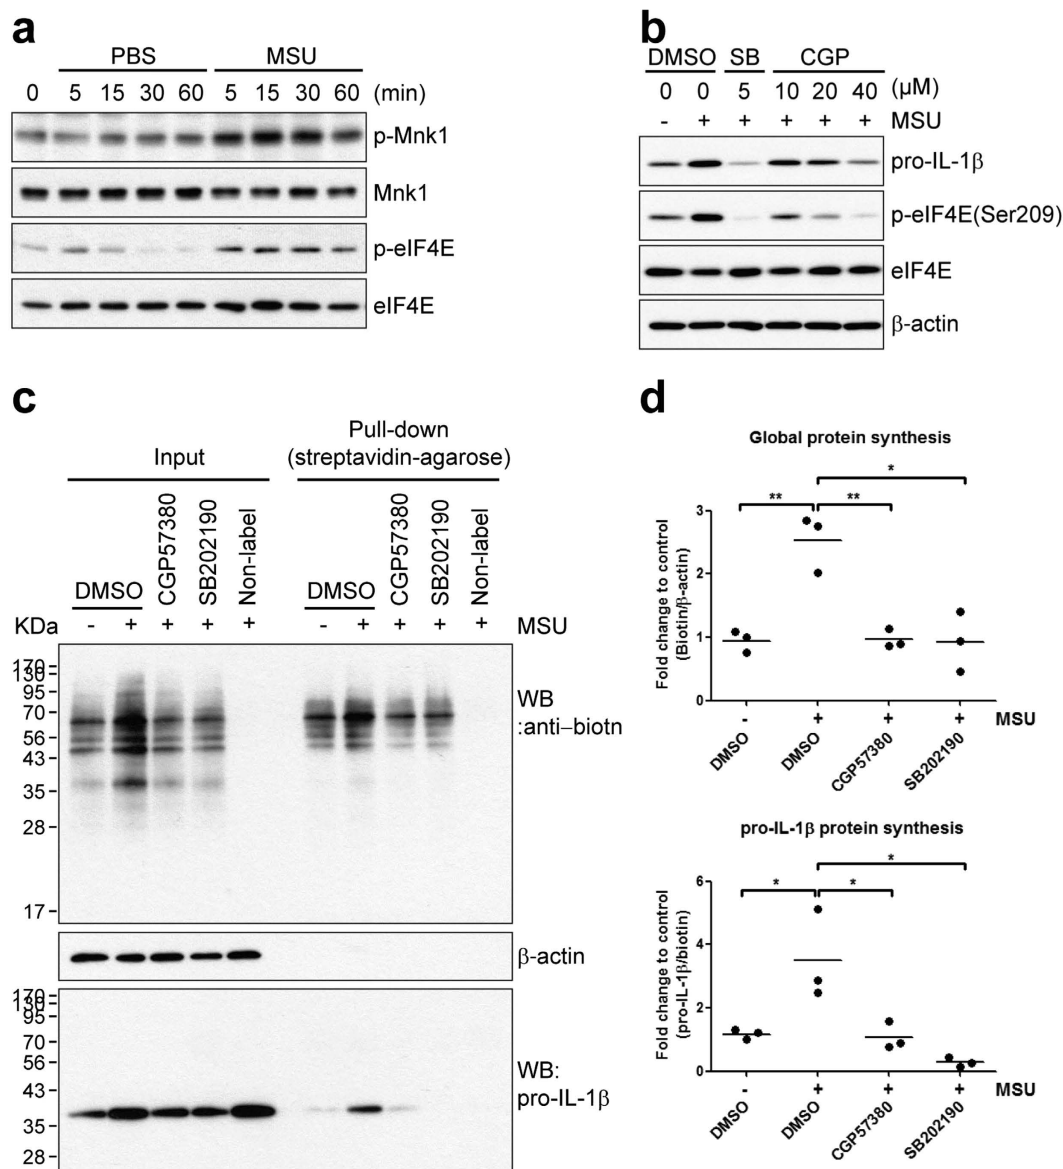 a
PBS MSU
0 5 15 30 60 5 15 30 60 (min)
p-Mnk1
Mnk1
p-eIF4E
eIF4E
b
DMSO SB CGP
0 0 5 10 20 40 (µM)
- + + + + + MSU
pro-IL-1β
p-eIF4E(Ser209)
eIF4E
β-actin
c
Pull-down
Input (streptavidin-agarose)
DMSO CGP57380 SB202190 Non-label DMSO CGP57380 SB202190 Non-label
KDa - + + + + - + + + + MSU
170
130
95
70
56
43
35
28
17
WB
:anti–biotn
β-actin
170
130
95
70
56
43
35
28
WB:
pro-IL-1β
d
Global protein synthesis
*
** **
Fold change to control
(Biotin/β-actin)
3
2
1
0
- + + + MSU
DMSO DMSO CGP57380 SB202190
pro-IL-1β protein synthesis
*
* *
Fold change to control
(pro-IL-1β/biotin)
6
4
2
0
- + + + MSU
DMSO DMSO CGP57380 SB202190